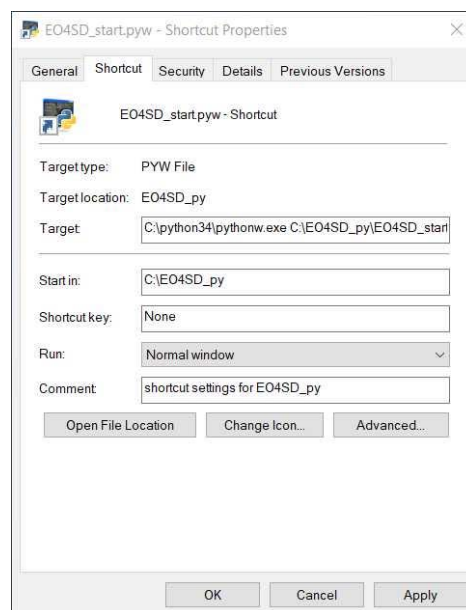 EO4SD_start.pyw - Shortcut Properties
General Shortcut Security Details Previous Versions
EO4SD_start.pyw - Shortcut
Target type: PYW File
Target location: EO4SD_py
Target: C:\python34\pythonw.exe C:\EO4SD_py\EO4SD_start
Start in: C:\EO4SD_py
Shortcut key: None
Run: Normal window
Comment: shortcut settings for EO4SD_py
Open File Location Change Icon... Advanced...
OK Cancel Apply